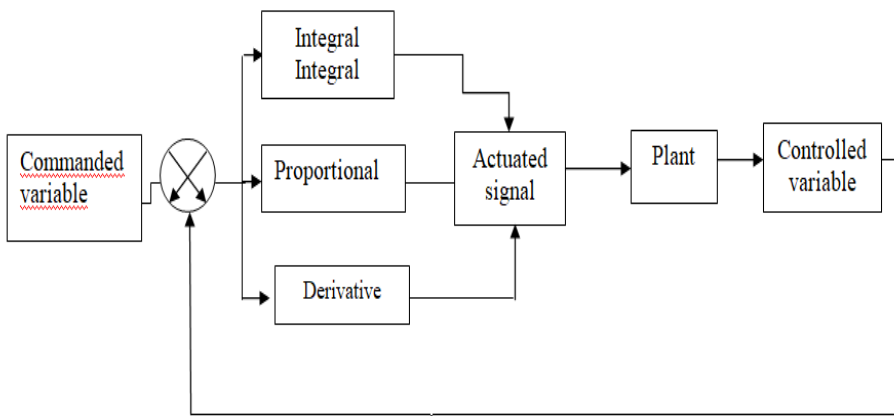 Integral
Integral
Commanded
variable
Proportional
Actuated
signal
Plant
Controlled
variable
Derivative